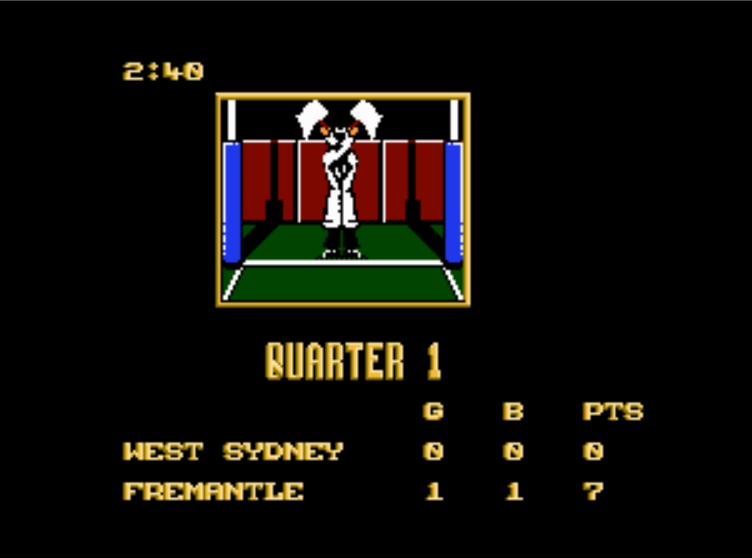 2:40
QUARTER 1
G B PTS
WEST SYDNEY 0 0 0
FREMANTLE 1 1 7